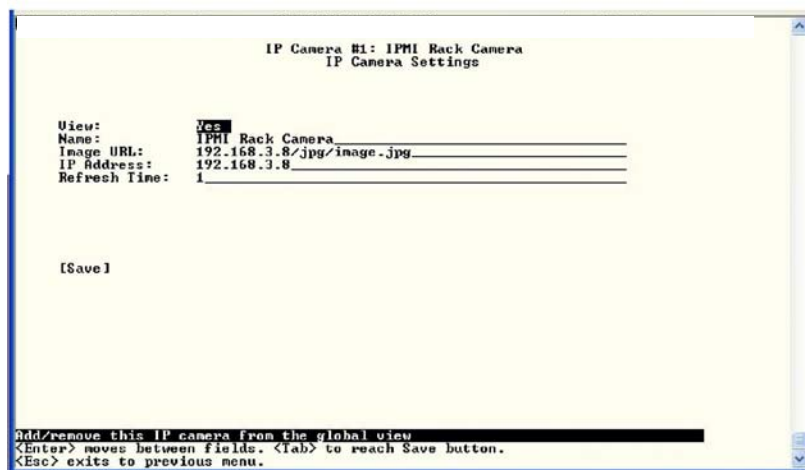 IP Camera #1: IPMI Rack Camera
IP Camera Settings
View: Yes
Name: IPMI Rack Camera
Image URL: 192.168.3.8/jpg/image.jpg
IP Address: 192.168.3.8
Refresh Time: 1
[Save]
Add/remove this IP camera from the global view
<Enter> moves between fields. <Tab> to reach Save button.
<Esc> exits to previous menu.